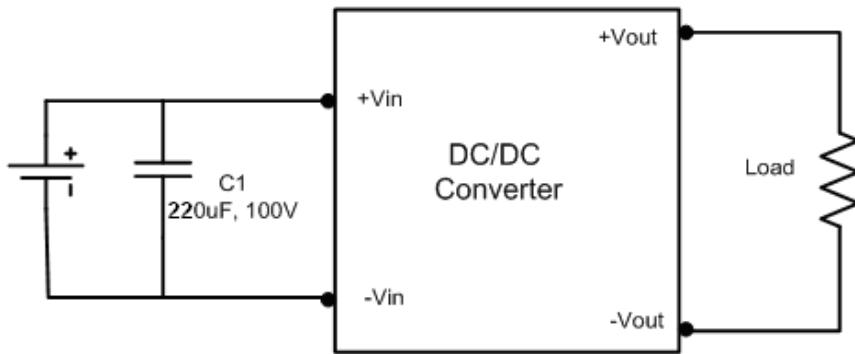 +Vout
+Vin
+
DC/DC
Converter
Load
-
C1
220uF, 100V
-Vin
-Vout